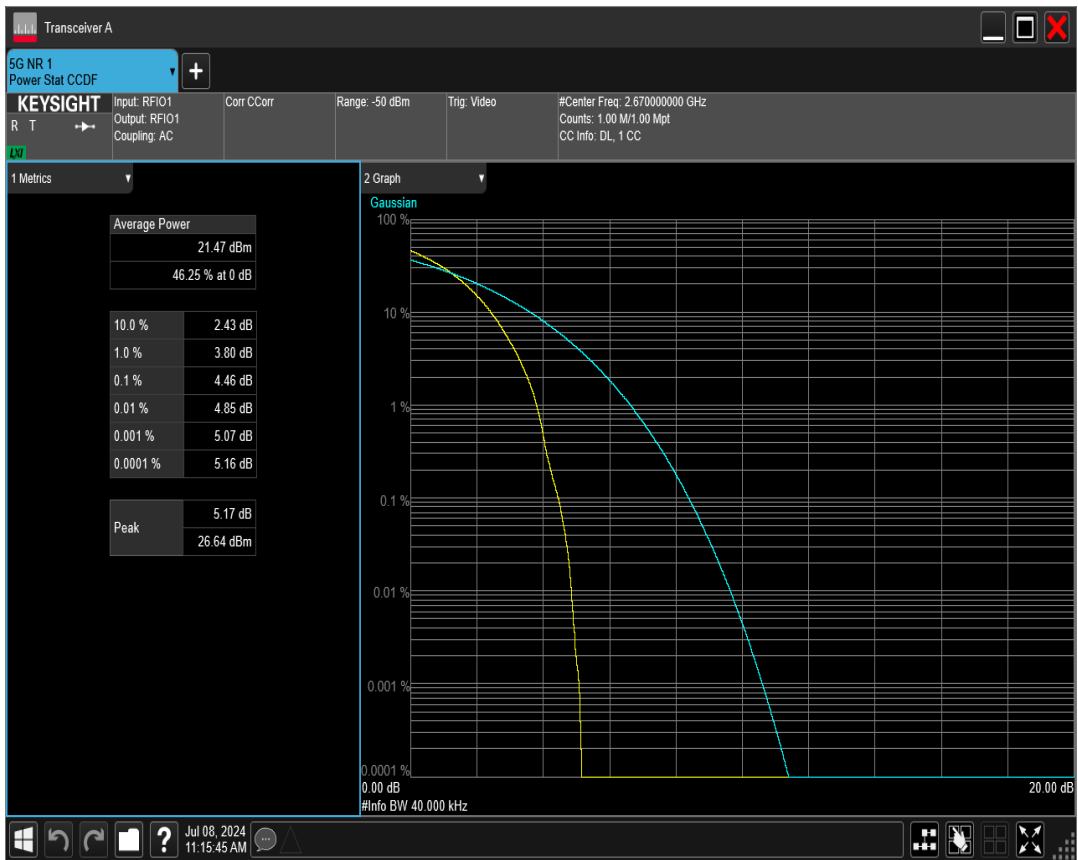 Transceiver A
5G NR 1
Power Stat CCDF
KEYSIGHT
R T
LXI
Input: RFIO1
Output: RFIO1
Coupling: AC
Corr CCorr
Range: -50 dBm
Trig: Video
#Center Freq: 2.670000000 GHz
Counts: 1.00 M/1.00 Mpt
CC Info: DL, 1 CC
1 Metrics
Average Power
21.47 dBm
46.25 % at 0 dB
10.0 % 2.43 dB
1.0 % 3.80 dB
0.1 % 4.46 dB
0.01 % 4.85 dB
0.001 % 5.07 dB
0.0001 % 5.16 dB
Peak 5.17 dB
26.64 dBm
2 Graph
Gaussian
100 %
10 %
1 %
0.1 %
0.01 %
0.001 %
0.0001 %
0.00 dB 20.00 dB
#Info BW 40.000 kHz
?
Jul 08, 2024
11:15:45 AM